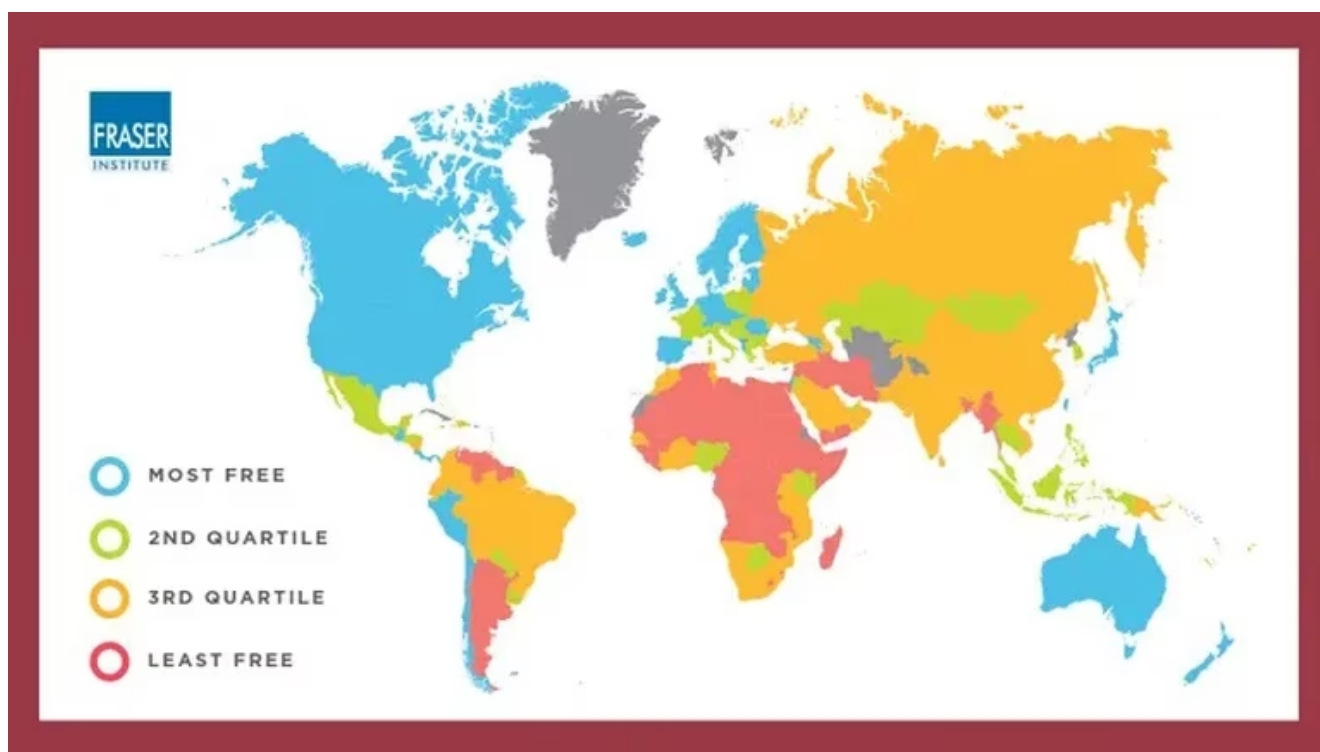 FRASER
INSTITUTE
MOST FREE
2ND QUARTILE
3RD QUARTILE
LEAST FREE